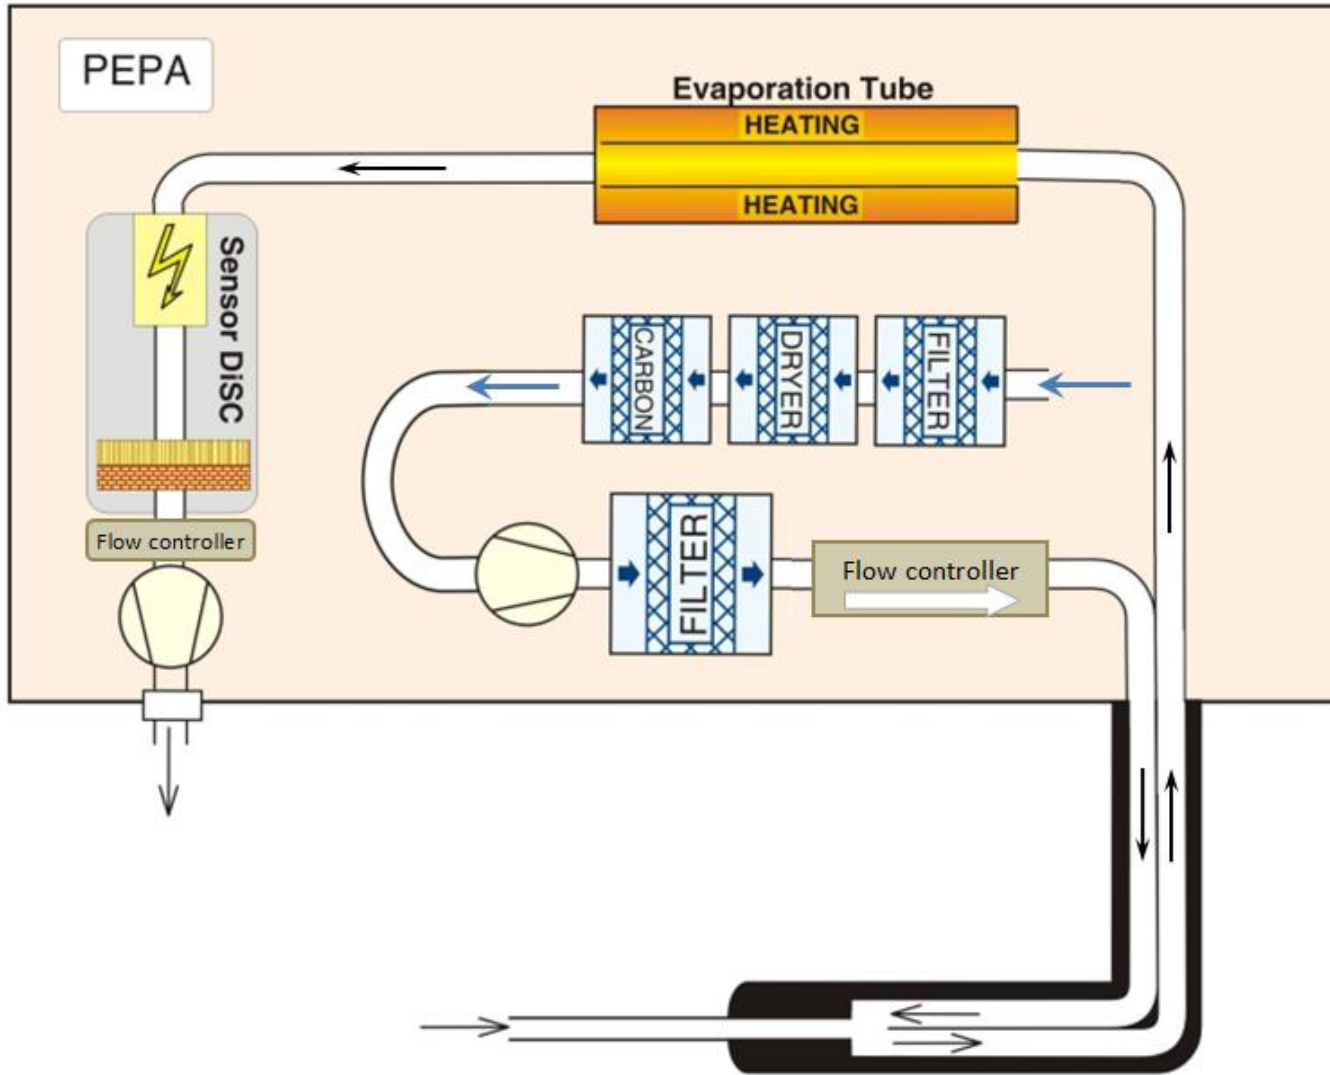 PEPA
Evaporation Tube
HEATING
HEATING
Sensor DiSC
CARBON
DRYER
FILTER
Flow controller
FILTER
Flow controller